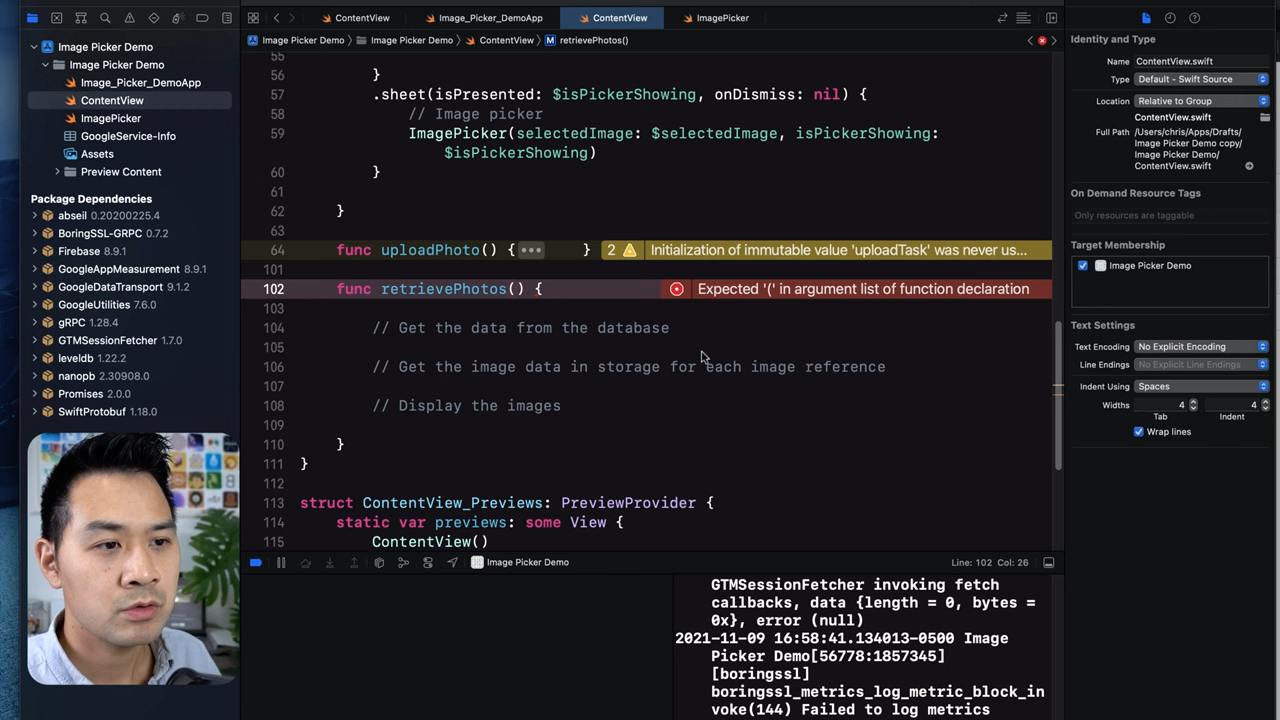 ContentView
Image_Picker_DemoApp
ContentView
ImagePicker
Image Picker Demo
Image Picker Demo
Image_Picker_DemoApp
ContentView
ImagePicker
GoogleService-Info
Assets
Preview Content
Package Dependencies
abseil 0.20200225.4
BoringSSL-GRPC 0.7.2
Firebase 8.9.1
GoogleAppMeasurement 8.9.1
GoogleDataTransport 9.1.2
GoogleUtilities 7.6.0
gRPC 1.28.4
GTMSessionFetcher 1.7.0
leveldb 1.22.2
nanopb 2.30908.0
Promises 2.0.0
SwiftProtobuf 1.18.0
Image Picker Demo Image Picker Demo ContentView M retrievePhotos()
55
56 }
57 .sheet(isPresented: $isPickerShowing, onDismiss: nil) {
58 // Image picker
59 ImagePicker(selectedImage: $selectedImage, isPickerShowing:
$isPickerShowing)
60 }
61
62 }
63
64 func uploadPhoto() {••• } 2 Initialization of immutable value 'uploadTask' was never us...
101
102 func retrievePhotos() { Expected '(' in argument list of function declaration
103
104 // Get the data from the database
105
106 // Get the image data in storage for each image reference
107
108 // Display the images
109
110 }
111 }
112
113 struct ContentView_Previews: PreviewProvider {
114 static var previews: some View {
115 ContentView()
Image Picker Demo
Line: 102 Col: 26
GTMSessionFetcher invoking fetch
callbacks, data {length = 0, bytes =
0x}, error (null)
2021-11-09 16:58:41.134013-0500 Image
Picker Demo[56778:1857345]
[boringssl]
boringssl_metrics_log_metric_block_in
voke(144) Failed to log metrics
Identity and Type
Name ContentView.swift
Type Default - Swift Source
Location Relative to Group
ContentView.swift
Full Path /Users/chris/Apps/Drafts/
Image Picker Demo copy/
Image Picker Demo/
ContentView.swift
On Demand Resource Tags
Only resources are taggable
Target Membership
Image Picker Demo
Text Settings
Text Encoding No Explicit Encoding
Line Endings No Explicit Line Endings
Indent Using Spaces
Widths 4 4
Tab Indent
Wrap lines